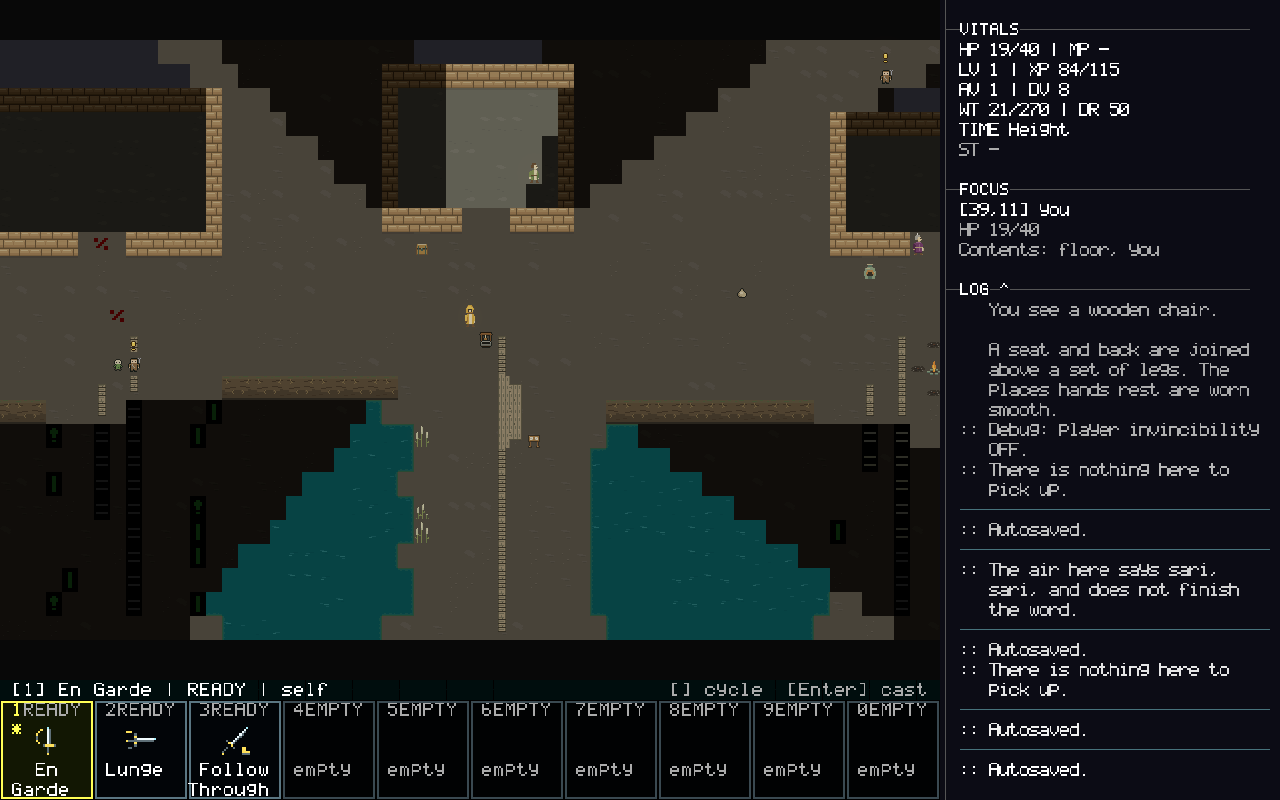 VITALS
HP 19/40 | MP -
LV 1 | XP 84/115
AV 1 | DV 8
WT 21/270 | DR 50
TIME Height
ST -
FOCUS
[39,11] You
HP 19/40
Contents: floor, You
LOG ^
You see a wooden chair.
A seat and back are joined
above a set of legs. The
Places hands rest are worn
smooth.
:: Debug: Player invincibility
OFF.
:: There is nothing here to
Pick up.
:: Autosaved.
:: The air here says sari,
sari, and does not finish
the word.
:: Autosaved.
:: There is nothing here to
Pick up.
:: Autosaved.
:: Autosaved.
[1] En Garde | READY | self
[] cycle [Enter] cast
1READY 2READY 3READY 4EMPTY 5EMPTY 6EMPTY 7EMPTY 8EMPTY 9EMPTY 0EMPTY
*
En Lunge Follow empty empty empty empty empty empty empty
Garde Through